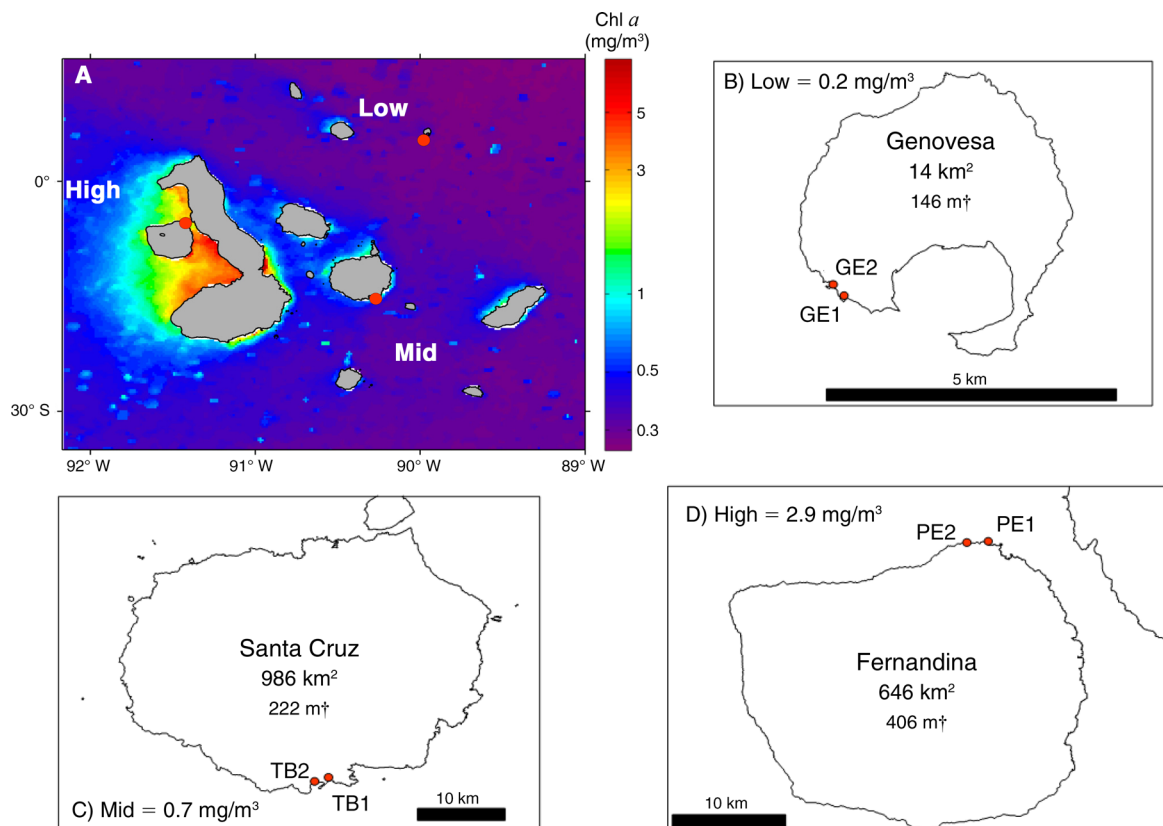 Chl a
(mg/m³)
A
Low
High
Mid
0°
30° S
92° W
91° W
90° W
89° W
5
3
1
0.5
0.3
B) Low = 0.2 mg/m³
Genovesa
14 km²
146 m†
GE2
GE1
5 km
Santa Cruz
986 km²
222 m†
TB2
TB1
C) Mid = 0.7 mg/m³
10 km
D) High = 2.9 mg/m³
PE2
PE1
Fernandina
646 km²
406 m†
10 km